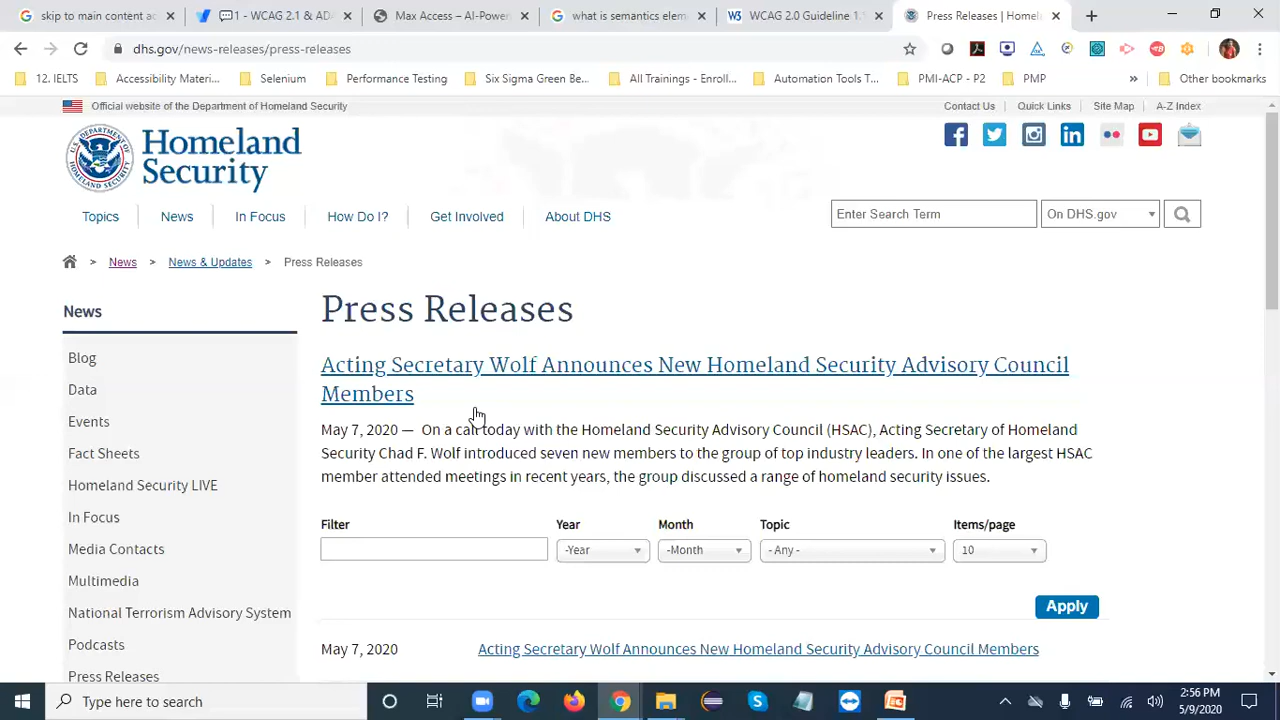 skip to main content ac
1 - WCAG 2.1 & AD
Max Access – AI-Power
what is semantics elem
WCAG 2.0 Guideline 1.1
Press Releases | Homel
dhs.gov/news-releases/press-releases
12. IELTS
Accessibility Materi...
Selenium
Performance Testing
Six Sigma Green Be...
All Trainings - Enroll...
Automation Tools T...
PMI-ACP - P2
PMP
»
Other bookmarks
Official website of the Department of Homeland Security
Contact Us
Quick Links
Site Map
A-Z Index
Homeland
Security
Topics
News
In Focus
How Do I?
Get Involved
About DHS
Enter Search Term
On DHS.gov
> News > News & Updates > Press Releases
News
Blog
Data
Events
Fact Sheets
Homeland Security LIVE
In Focus
Media Contacts
Multimedia
National Terrorism Advisory System
Podcasts
Press Releases
Press Releases
Acting Secretary Wolf Announces New Homeland Security Advisory Council
Members
May 7, 2020 — On a call today with the Homeland Security Advisory Council (HSAC), Acting Secretary of Homeland
Security Chad F. Wolf introduced seven new members to the group of top industry leaders. In one of the largest HSAC
member attended meetings in recent years, the group discussed a range of homeland security issues.
Filter
Year
Month
Topic
Items/page
-Year
-Month
- Any -
10
Apply
May 7, 2020
Acting Secretary Wolf Announces New Homeland Security Advisory Council Members
Type here to search
2:56 PM
5/9/2020